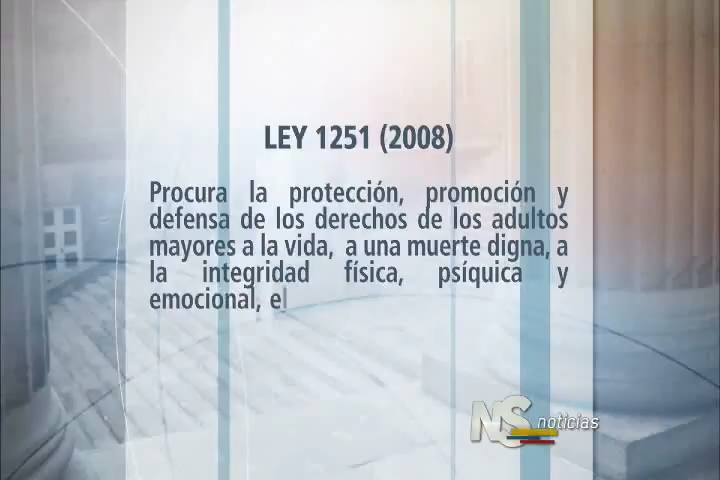 LEY 1251 (2008)
Procura la protección, promoción y
defensa de los derechos de los adultos
mayores a la vida, a una muerte digna, a
la integridad física, psíquica y
emocional, el
NS noticias